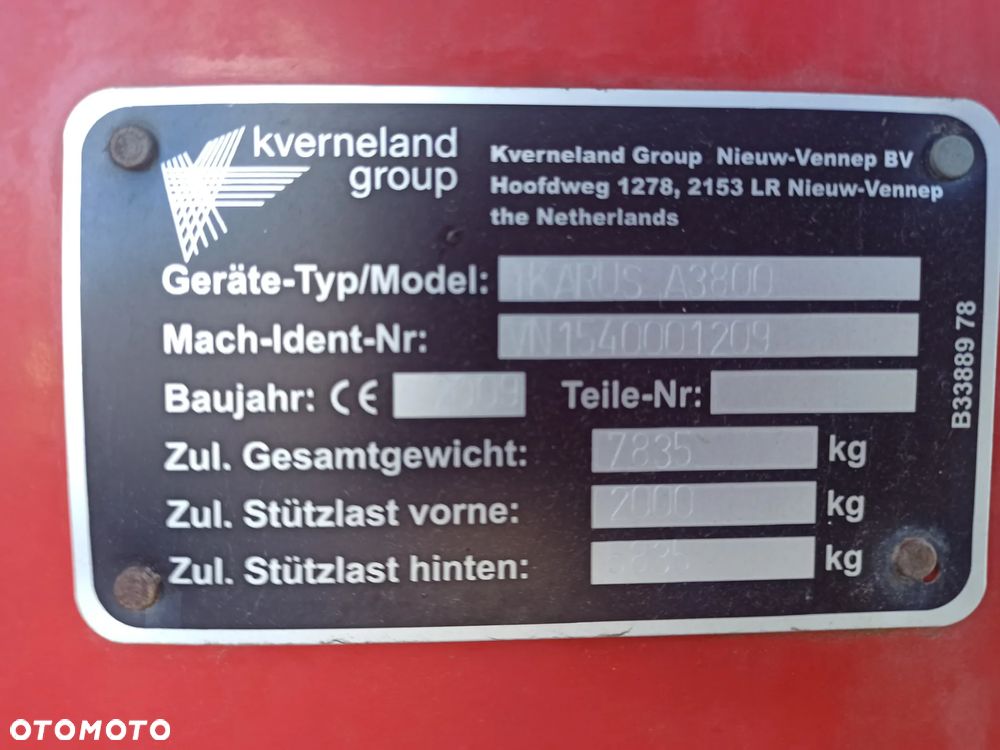 kverneland
group
Kverneland Group Nieuw-Vennep BV
Hoofdweg 1278, 2153 LR Nieuw-Vennep
the Netherlands
Geräte-Typ/Model: IKARUS A3800
Mach-Ident-Nr: VN1540001209
Baujahr: CE 2009 Teile-Nr:
Zul. Gesamtgewicht: 7835 kg
Zul. Stützlast vorne: 2000 kg
Zul. Stützlast hinten: 5835 kg
B33889 78
OTOMOTO